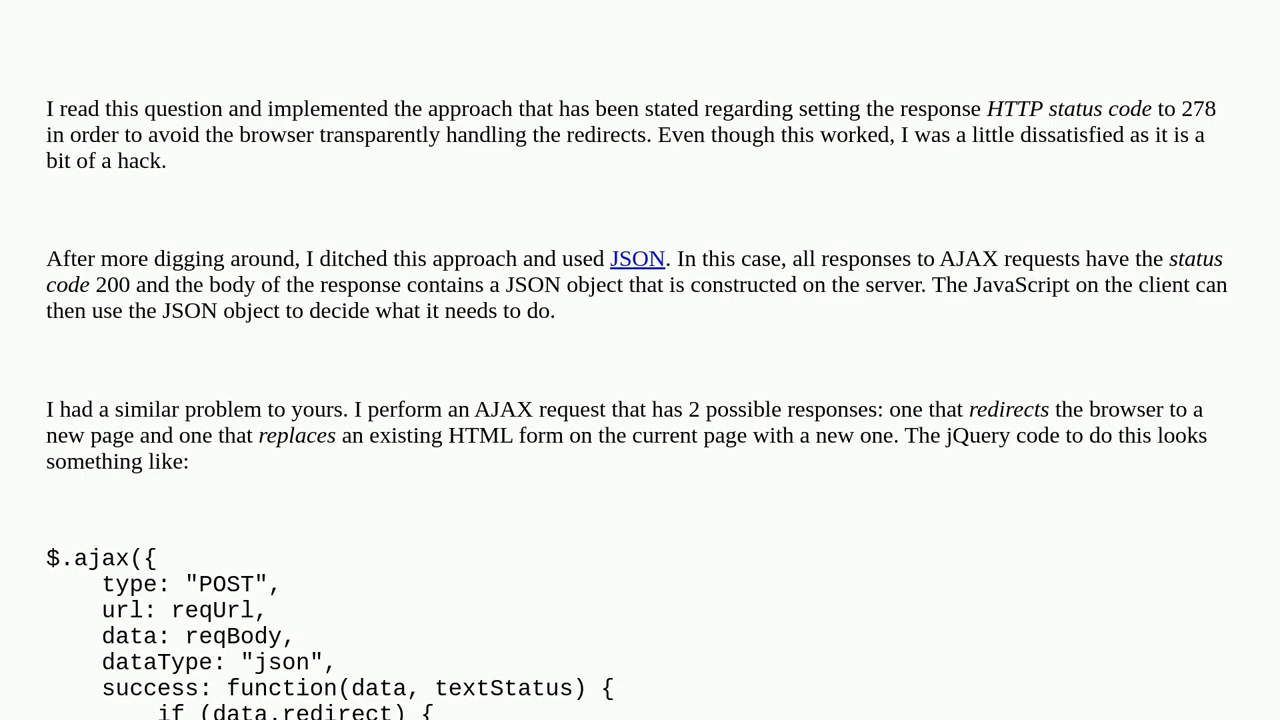 I read this question and implemented the approach that has been stated regarding setting the response HTTP status code to 278
in order to avoid the browser transparently handling the redirects. Even though this worked, I was a little dissatisfied as it is a
bit of a hack.
After more digging around, I ditched this approach and used JSON. In this case, all responses to AJAX requests have the status
code 200 and the body of the response contains a JSON object that is constructed on the server. The JavaScript on the client can
then use the JSON object to decide what it needs to do.
I had a similar problem to yours. I perform an AJAX request that has 2 possible responses: one that redirects the browser to a
new page and one that replaces an existing HTML form on the current page with a new one. The jQuery code to do this looks
something like:
$.ajax({
    type: "POST",
    url: reqUrl,
    data: reqBody,
    dataType: "json",
    success: function(data, textStatus) {
        if (data.redirect) {